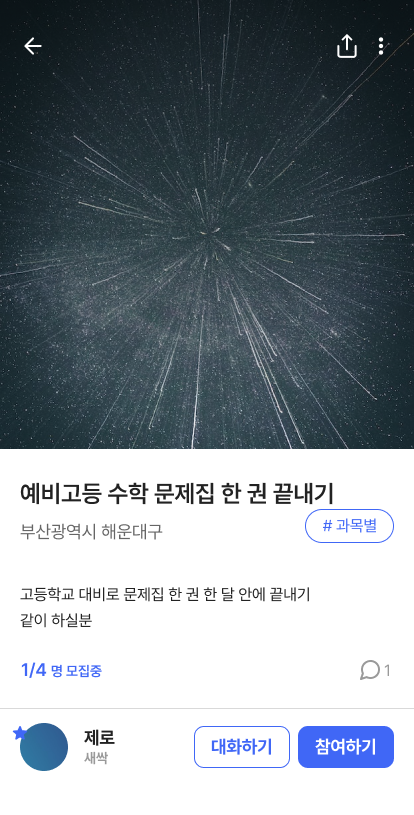 예비고등 수학 문제집 한 권 끝내기
부산광역시 해운대구
# 과목별
고등학교 대비로 문제집 한 권 한 달 안에 끝내기
같이 하실분
1/4 명 모집중
1
제로
새싹
대화하기
참여하기